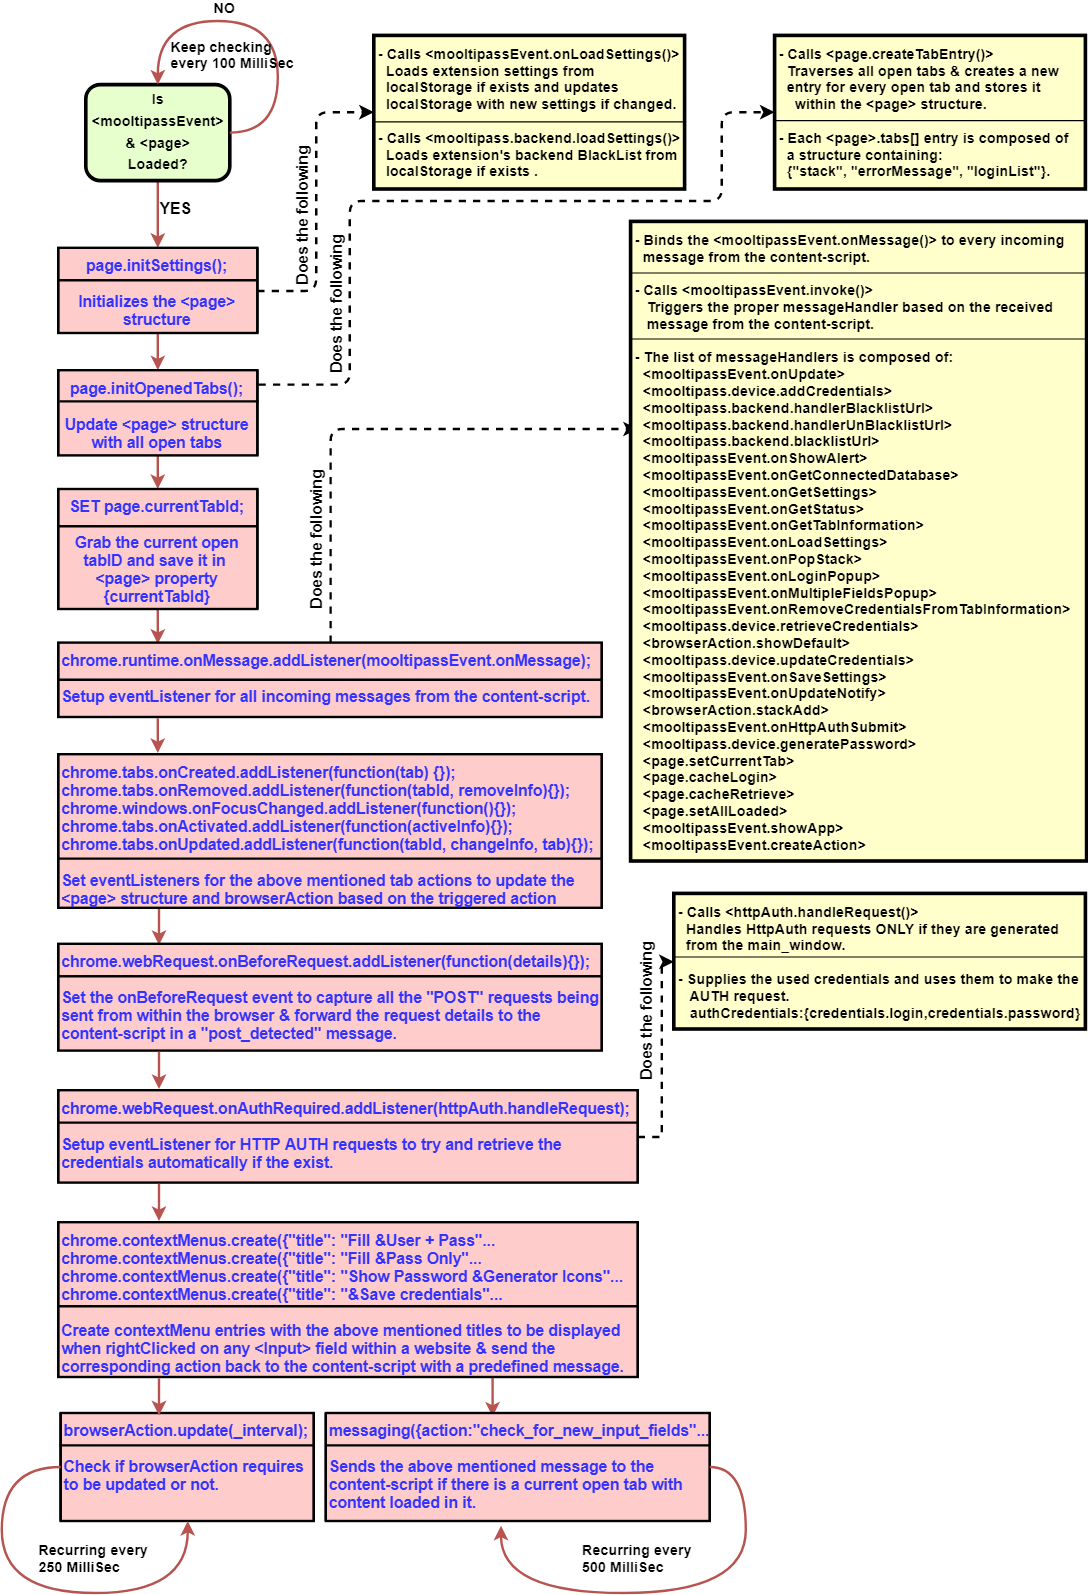 NO
Keep checking
every 100 MilliSec
Is
<mooltipassEvent>
& <page>
Loaded?
YES
page.initSettings();
Initializes the <page>
structure
Does the following
- Calls <mooltipassEvent.onLoadSettings()>
Loads extension settings from
localStorage if exists and updates
localStorage with new settings if changed.
- Calls <mooltipass.backend.loadSettings()>
Loads extension's backend BlackList from
localStorage if exists .
page.initOpenedTabs();
Update <page> structure
with all open tabs
Does the following
- Calls <page.createTabEntry()>
Traverses all open tabs & creates a new
entry for every open tab and stores it
within the <page> structure.
- Each <page>.tabs[] entry is composed of
a structure containing:
{"stack", "errorMessage", "loginList"}.
SET page.currentTabId;
Grab the current open
tabID and save it in
<page> property
{currentTabId}
chrome.runtime.onMessage.addListener(mooltipassEvent.onMessage);
Setup eventListener for all incoming messages from the content-script.
Does the following
- Binds the <mooltipassEvent.onMessage()> to every incoming
message from the content-script.
- Calls <mooltipassEvent.invoke()>
Triggers the proper messageHandler based on the received
message from the content-script.
- The list of messageHandlers is composed of:
<mooltipassEvent.onUpdate>
<mooltipass.device.addCredentials>
<mooltipass.backend.handlerBlacklistUrl>
<mooltipass.backend.handlerUnBlacklistUrl>
<mooltipass.backend.blacklistUrl>
<mooltipassEvent.onShowAlert>
<mooltipassEvent.onGetConnectedDatabase>
<mooltipassEvent.onGetSettings>
<mooltipassEvent.onGetStatus>
<mooltipassEvent.onGetTabInformation>
<mooltipassEvent.onLoadSettings>
<mooltipassEvent.onPopStack>
<mooltipassEvent.onLoginPopup>
<mooltipassEvent.onMultipleFieldsPopup>
<mooltipassEvent.onRemoveCredentialsFromTabInformation>
<mooltipass.device.retrieveCredentials>
<browserAction.showDefault>
<mooltipass.device.updateCredentials>
<mooltipassEvent.onSaveSettings>
<mooltipassEvent.onUpdateNotify>
<browserAction.stackAdd>
<mooltipassEvent.onHttpAuthSubmit>
<mooltipass.device.generatePassword>
<page.setCurrentTab>
<page.cacheLogin>
<page.cacheRetrieve>
<page.setAllLoaded>
<mooltipassEvent.showApp>
<mooltipassEvent.createAction>
chrome.tabs.onCreated.addListener(function(tab) {});
chrome.tabs.onRemoved.addListener(function(tabId, removeInfo){});
chrome.windows.onFocusChanged.addListener(function(){});
chrome.tabs.onActivated.addListener(function(activeInfo){});
chrome.tabs.onUpdated.addListener(function(tabId, changeInfo, tab){});
Set eventListeners for the above mentioned tab actions to update the
<page> structure and browserAction based on the triggered action
chrome.webRequest.onBeforeRequest.addListener(function(details){});
Set the onBeforeRequest event to capture all the "POST" requests being
sent from within the browser & forward the request details to the
content-script in a "post_detected" message.
chrome.webRequest.onAuthRequired.addListener(httpAuth.handleRequest);
Setup eventListener for HTTP AUTH requests to try and retrieve the
credentials automatically if the exist.
Does the following
- Calls <httpAuth.handleRequest()>
Handles HttpAuth requests ONLY if they are generated
from the main_window.
- Supplies the used credentials and uses them to make the
AUTH request.
authCredentials:{credentials.login,credentials.password}
chrome.contextMenus.create({"title": "Fill &User + Pass"...
chrome.contextMenus.create({"title": "Fill &Pass Only"...
chrome.contextMenus.create({"title": "Show Password &Generator Icons"...
chrome.contextMenus.create({"title": "&Save credentials"...
Create contextMenu entries with the above mentioned titles to be displayed
when rightClicked on any <Input> field within a website & send the
corresponding action back to the content-script with a predefined message.
browserAction.update(_interval);
Check if browserAction requires
to be updated or not.
Recurring every
250 MilliSec
messaging({action:"check_for_new_input_fields"...
Sends the above mentioned message to the
content-script if there is a current open tab with
content loaded in it.
Recurring every
500 MilliSec